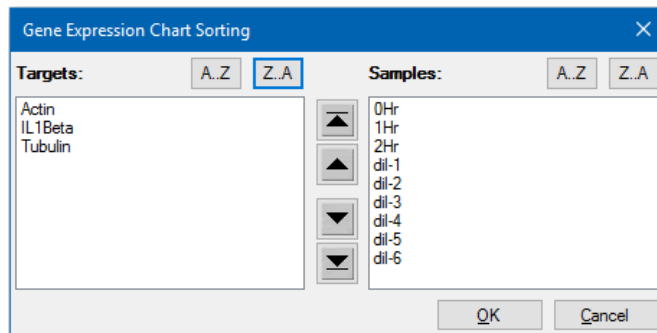 Gene Expression Chart Sorting
Targets: A..Z Z..A Samples: A..Z Z..A
Actin
IL1Beta
Tubulin
0Hr
1Hr
2Hr
dil-1
dil-2
dil-3
dil-4
dil-5
dil-6
OK Cancel